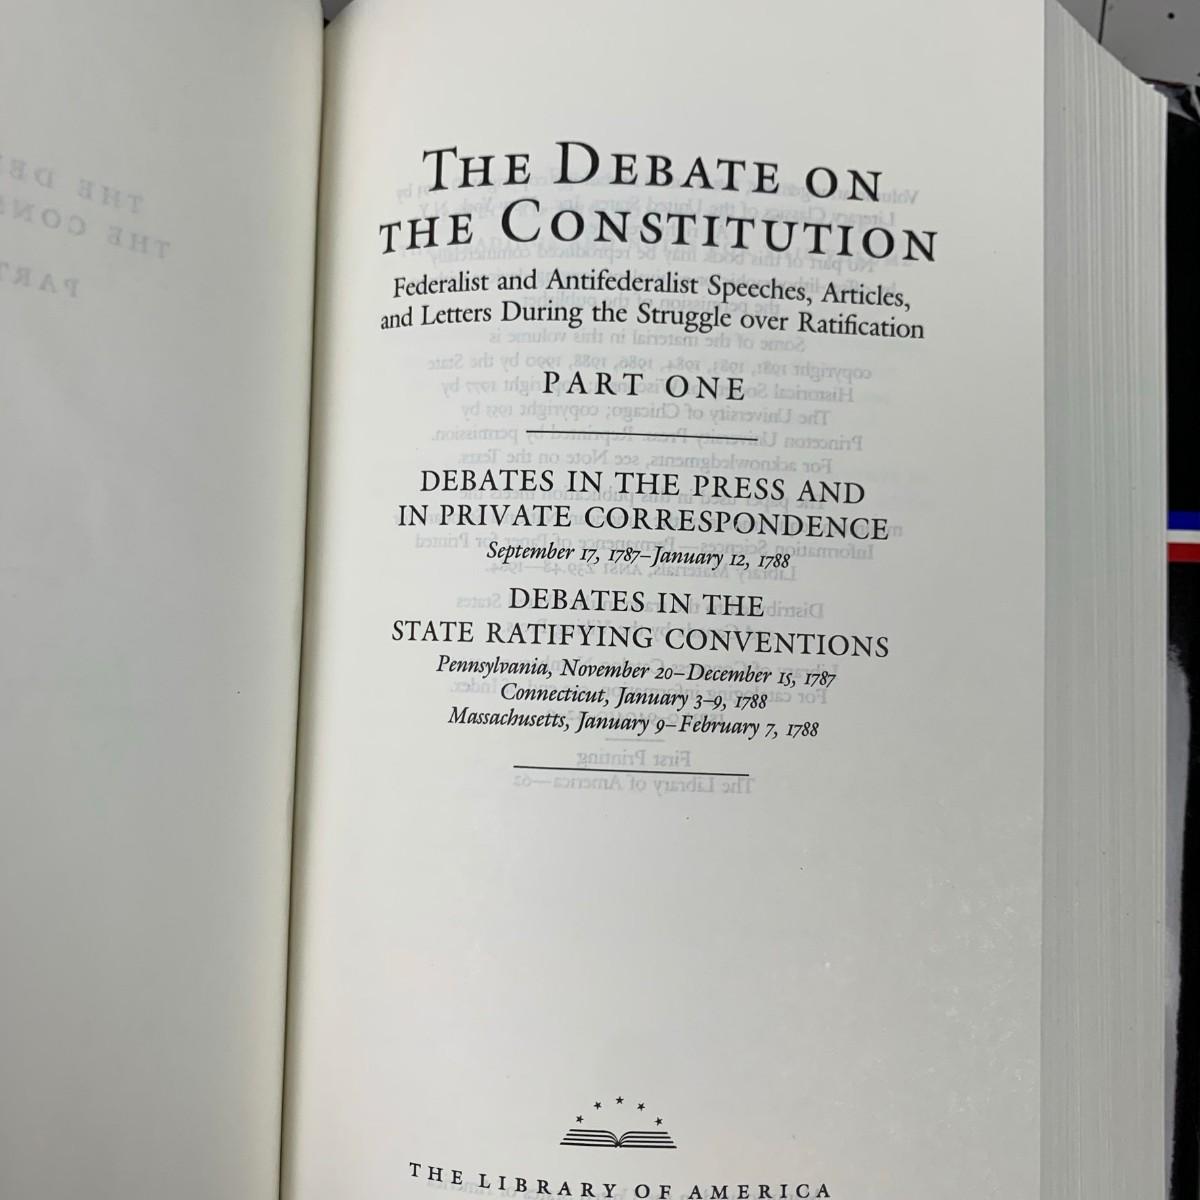 THE DEBATE ON
THE CONSTITUTION
Federalist and Antifederalist Speeches, Articles,
and Letters During the Struggle over Ratification
PART ONE
DEBATES IN THE PRESS AND
IN PRIVATE CORRESPONDENCE
September 17, 1787–January 12, 1788
DEBATES IN THE
STATE RATIFYING CONVENTIONS
Pennsylvania, November 20–December 15, 1787
Connecticut, January 3–9, 1788
Massachusetts, January 9–February 7, 1788
THE LIBRARY OF AMERICA